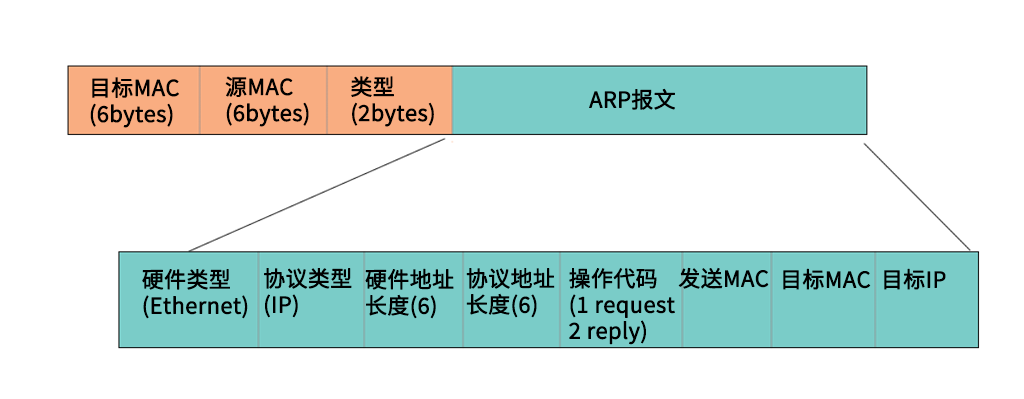 目标MAC
(6bytes)
源MAC
(6bytes)
类型
(2bytes)
ARP报文
硬件类型
(Ethernet)
协议类型
(IP)
硬件地址
长度(6)
协议地址
长度(6)
操作代码
(1 request
2 reply)
发送MAC
目标MAC
目标IP